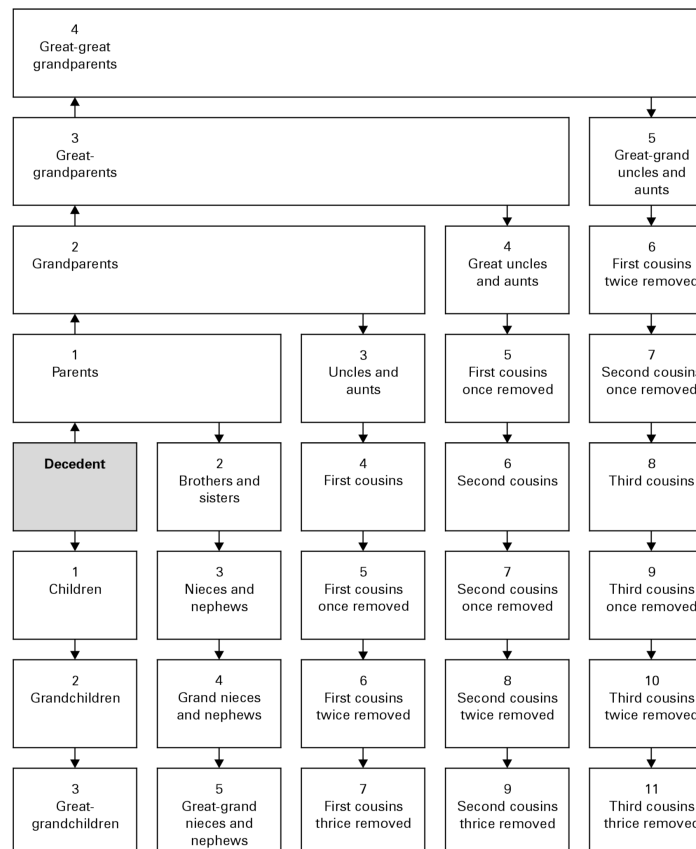 4
Great-great
grandparents
3
Great-
grandparents
5
Great-grand
uncles and
aunts
2
Grandparents
4
Great uncles
and aunts
6
First cousins
twice removed
1
Parents
3
Uncles and
aunts
5
First cousins
once removed
7
Second cousins
once removed
Decedent
2
Brothers and
sisters
4
First cousins
6
Second cousins
8
Third cousins
1
Children
3
Nieces and
nephews
5
First cousins
once removed
7
Second cousins
once removed
9
Third cousins
once removed
2
Grandchildren
4
Grand nieces
and nephews
6
First cousins
twice removed
8
Second cousins
twice removed
10
Third cousins
twice removed
3
Great-
grandchildren
5
Great-grand
nieces and
nephews
7
First cousins
thrice removed
9
Second cousins
thrice removed
11
Third cousins
thrice removed